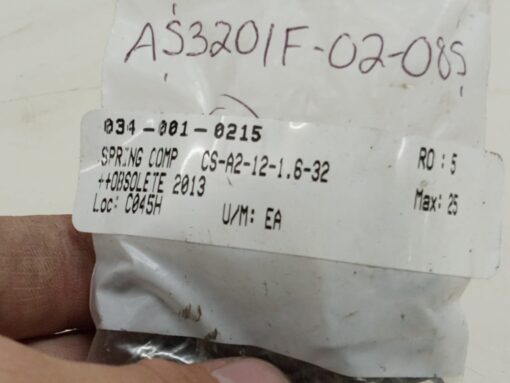 AS3201F-02-08S
034-001-0215
SPRING COMP CS-A2-12-1.6-32 RO: 5
++OBSOLETE 2013 Max: 25
Loc: C045H U/M: EA